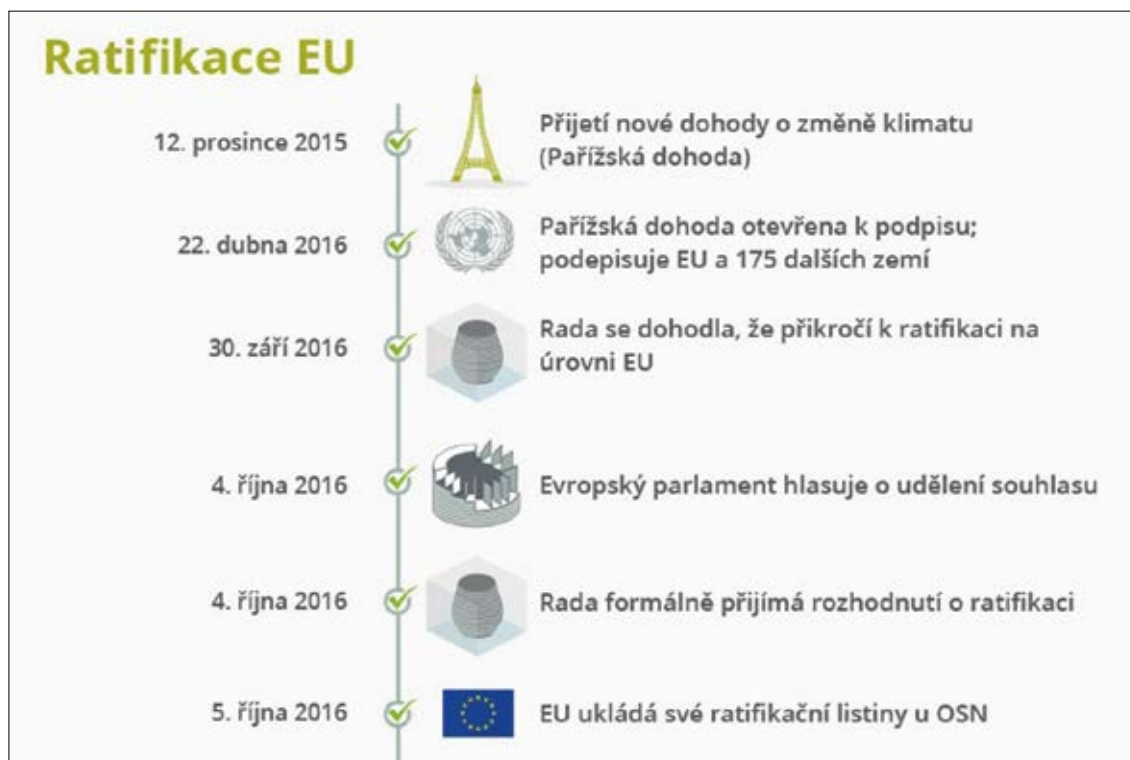 Ratifikace EU
12. prosince 2015
Přijetí nové dohody o změně klimatu
(Pařížská dohoda)
22. dubna 2016
Pařížská dohoda otevřena k podpisu;
podepisuje EU a 175 dalších zemí
30. září 2016
Rada se dohodla, že přikročí k ratifikaci na
úrovni EU
4. října 2016
Evropský parlament hlasuje o udělení souhlasu
4. října 2016
Rada formálně přijímá rozhodnutí o ratifikaci
5. října 2016
EU ukládá své ratifikační listiny u OSN